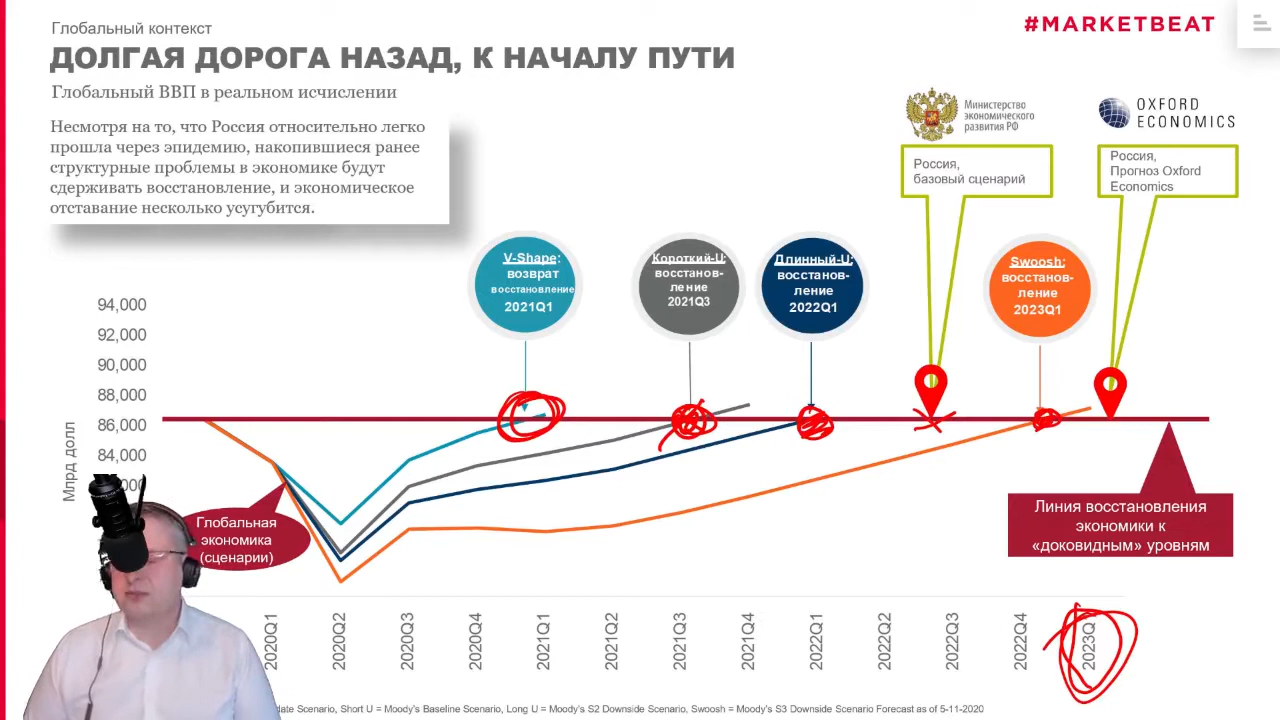 Глобальный контекст
#MARKETBEAT
ДОЛГАЯ ДОРОГА НАЗАД, К НАЧАЛУ ПУТИ
Глобальный ВВП в реальном исчислении
Несмотря на то, что Россия относительно легко
прошла через эпидемию, накопившиеся ранее
структурные проблемы в экономике будут
сдерживать восстановление, и экономическое
отставание несколько усугубится.
Министерство
экономического
развития РФ
OXFORD
ECONOMICS
Россия,
базовый сценарий
Россия,
Прогноз Oxford
Economics
V-Shape:
возврат
восстановление
2021Q1
Короткий-U:
восстанов-
ление
2021Q3
Длинный-U:
восстанов-
ление
2022Q1
Swoosh:
восстанов-
ление
2023Q1
94,000
92,000
90,000
88,000
86,000
84,000
Млрд долл
Глобальная
экономика
(сценарии)
Линия восстановления
экономики к
«доковидным» уровням
2020Q1
2020Q2
2020Q3
2020Q4
2021Q1
2021Q2
2021Q3
2021Q4
2022Q1
2022Q2
2022Q3
2022Q4
2023Q1
Scenario, Short U = Moody's Baseline Scenario, Long U = Moody's S2 Downside Scenario, Swoosh = Moody's S3 Downside Scenario Forecast as of 5-11-2020